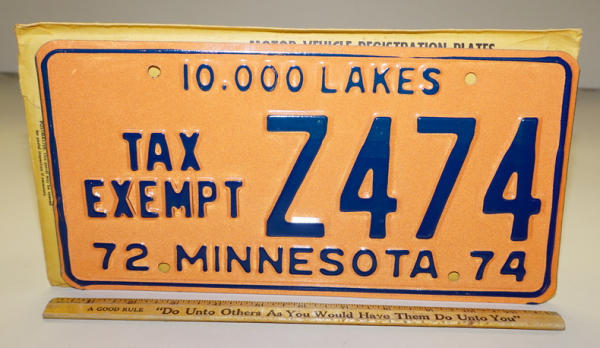 MOTOR VEHICLE REGISTRATION PLATES
10.000 LAKES
TAX
EXEMPT
Z474
72 MINNESOTA 74
A GOOD RULE "Do Unto Others As You Would Have Them Do Unto You"